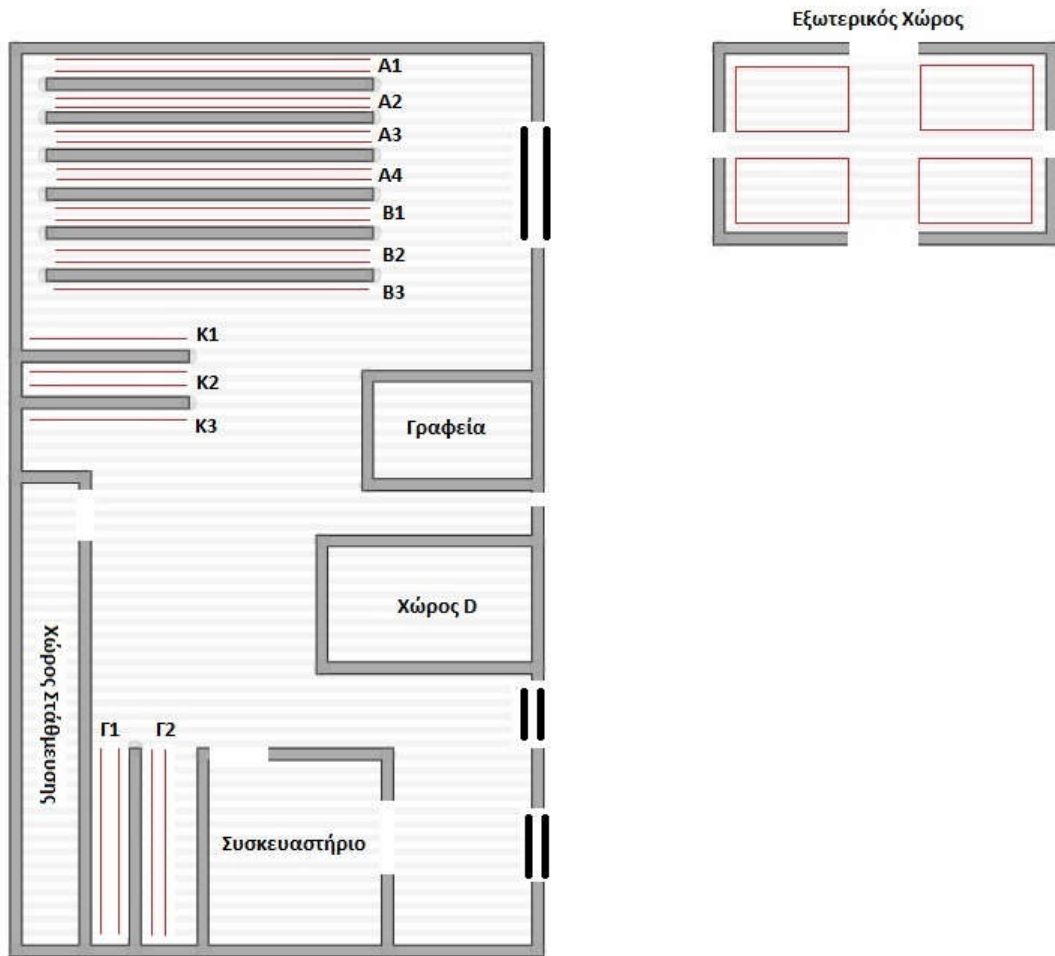 Εξωτερικός Χώρος
A1
A2
A3
A4
B1
B2
B3
K1
K2
K3
Γραφεία
Χώρος D
Χώρος Στάθμευσης
Γ1 Γ2
Συσκευαστήριο